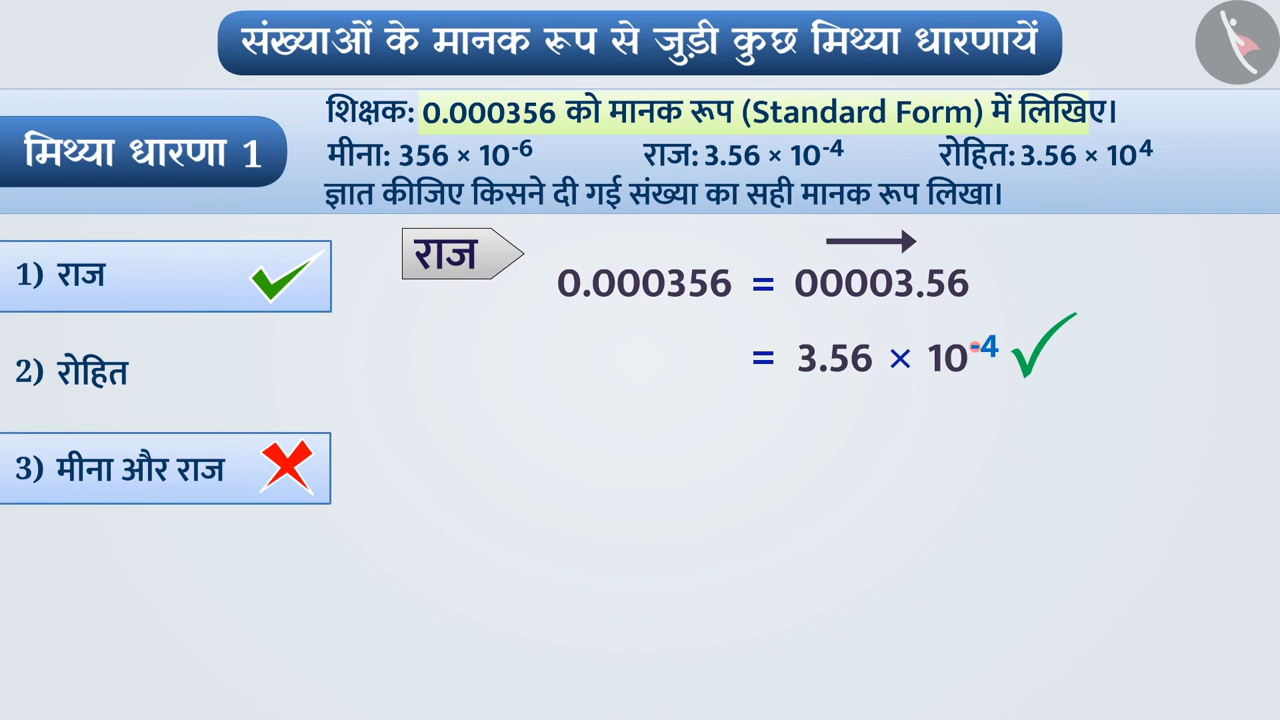 संख्याओं के मानक रूप से जुड़ी कुछ मिथ्या धारणायें
मिथ्या धारणा 1
शिक्षक: 0.000356 को मानक रूप (Standard Form) में लिखिए।
मीना: 356 × 10⁻⁶ राज: 3.56 × 10⁻⁴ रोहित: 3.56 × 10⁴
ज्ञात कीजिए किसने दी गई संख्या का सही मानक रूप लिखा।
1) राज
2) रोहित
3) मीना और राज
राज
0.000356 = 00003.56
= 3.56 × 10⁻⁴